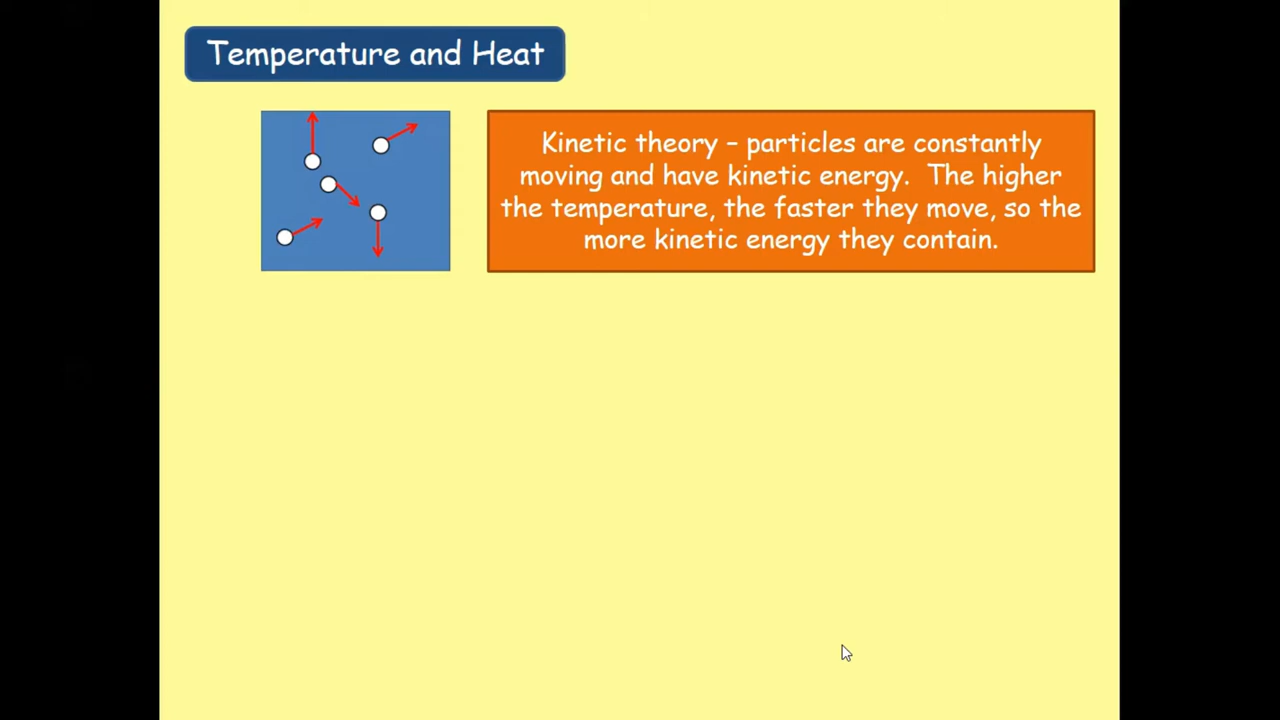 Temperature and Heat
Kinetic theory – particles are constantly
moving and have kinetic energy.  The higher
the temperature, the faster they move, so the
more kinetic energy they contain.